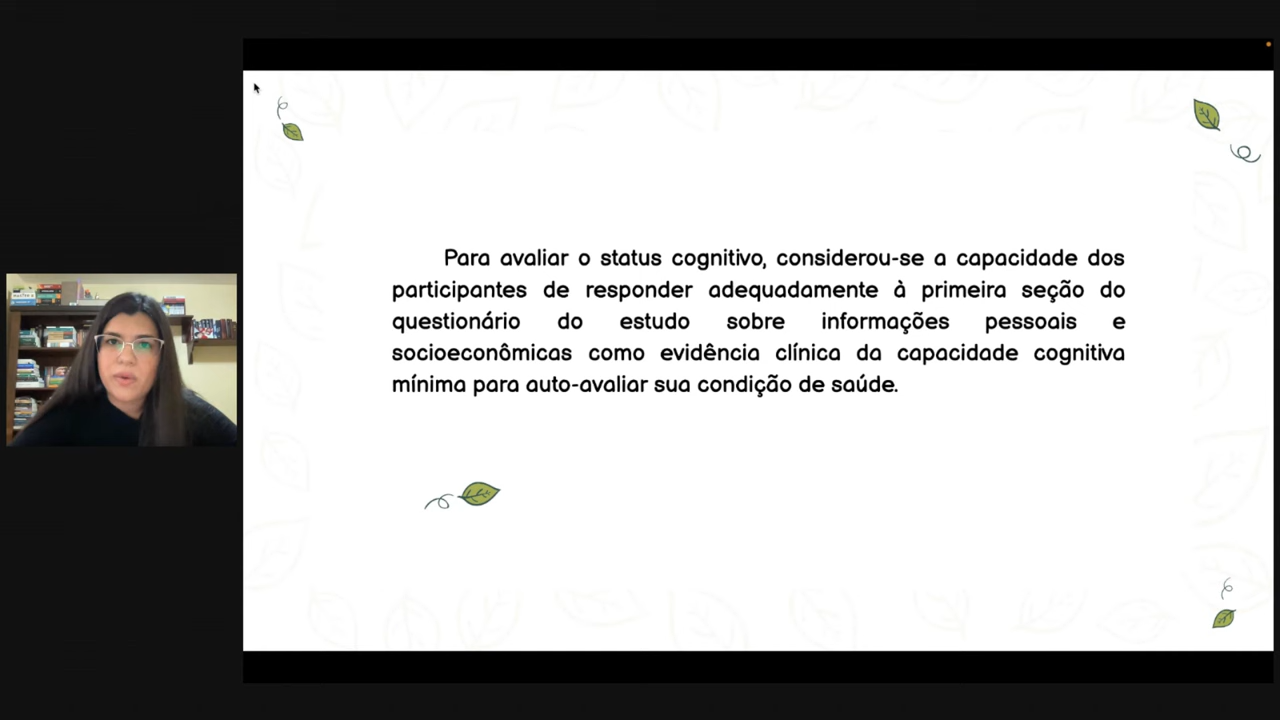 Para avaliar o status cognitivo, considerou-se a capacidade dos
participantes de responder adequadamente à primeira seção do
questionário do estudo sobre informações pessoais e
socioeconômicas como evidência clínica da capacidade cognitiva
mínima para auto-avaliar sua condição de saúde.